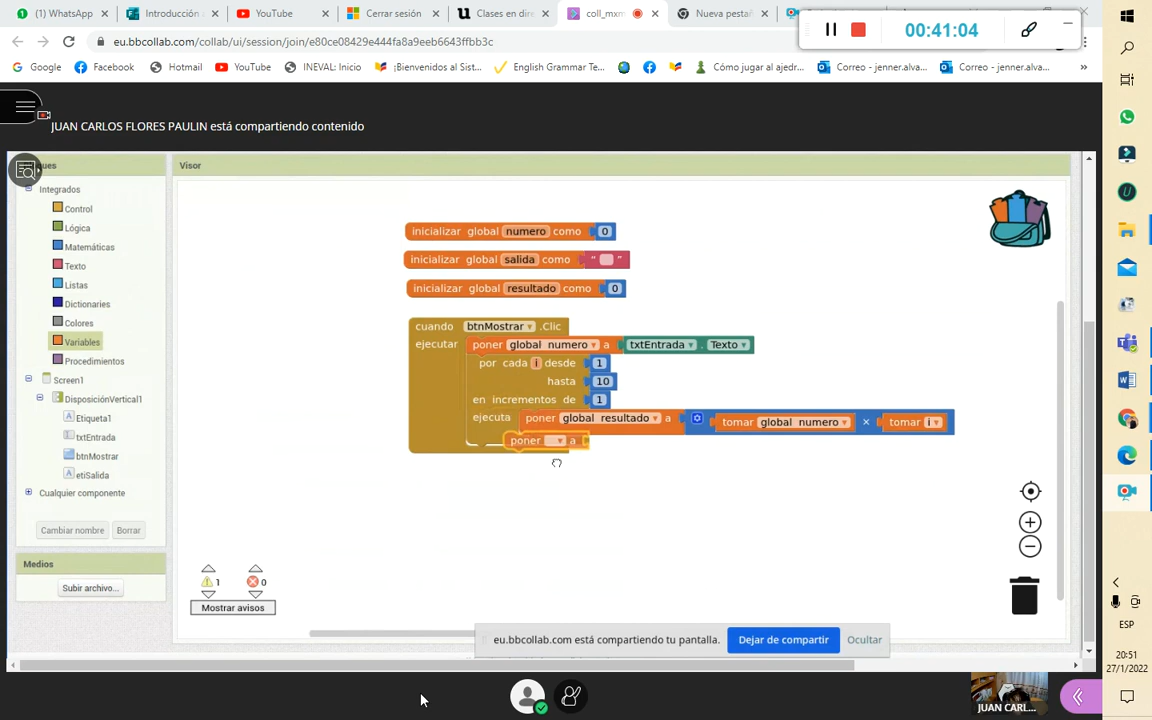 (1) WhatsApp
Introducción
YouTube
Cerrar sesión
Clases en dire
coll_mxm
Nueva pestañ
00:41:04
eu.bbcollab.com/collab/ui/session/join/e80ce08429e444fa8a9eeb6643ffbb3c
Google
Facebook
Hotmail
YouTube
INEVAL: Inicio
¡Bienvenidos al Sist...
English Grammar Te...
Cómo jugar al ajedr...
Correo - jenner.alva...
Correo - jenner.alva...
»
JUAN CARLOS FLORES PAULIN está compartiendo contenido
ques
Integrados
Control
Lógica
Matemáticas
Texto
Listas
Dictionaries
Colores
Variables
Procedimientos
Screen1
DisposiciónVertical1
Etiqueta1
txtEntrada
btnMostrar
etiSalida
Cualquier componente
Cambiar nombre
Borrar
Medios
Subir archivo...
Visor
inicializar global numero como 0
inicializar global salida como “ ”
inicializar global resultado como 0
cuando btnMostrar .Clic
ejecutar poner global numero a txtEntrada . Texto
por cada i desde 1
hasta 10
en incrementos de 1
ejecuta poner global resultado a tomar global numero × tomar i
poner a
1
0
Mostrar avisos
eu.bbcollab.com está compartiendo tu pantalla.
Dejar de compartir
Ocultar
JUAN CARL...
ESP
20:51
27/1/2022